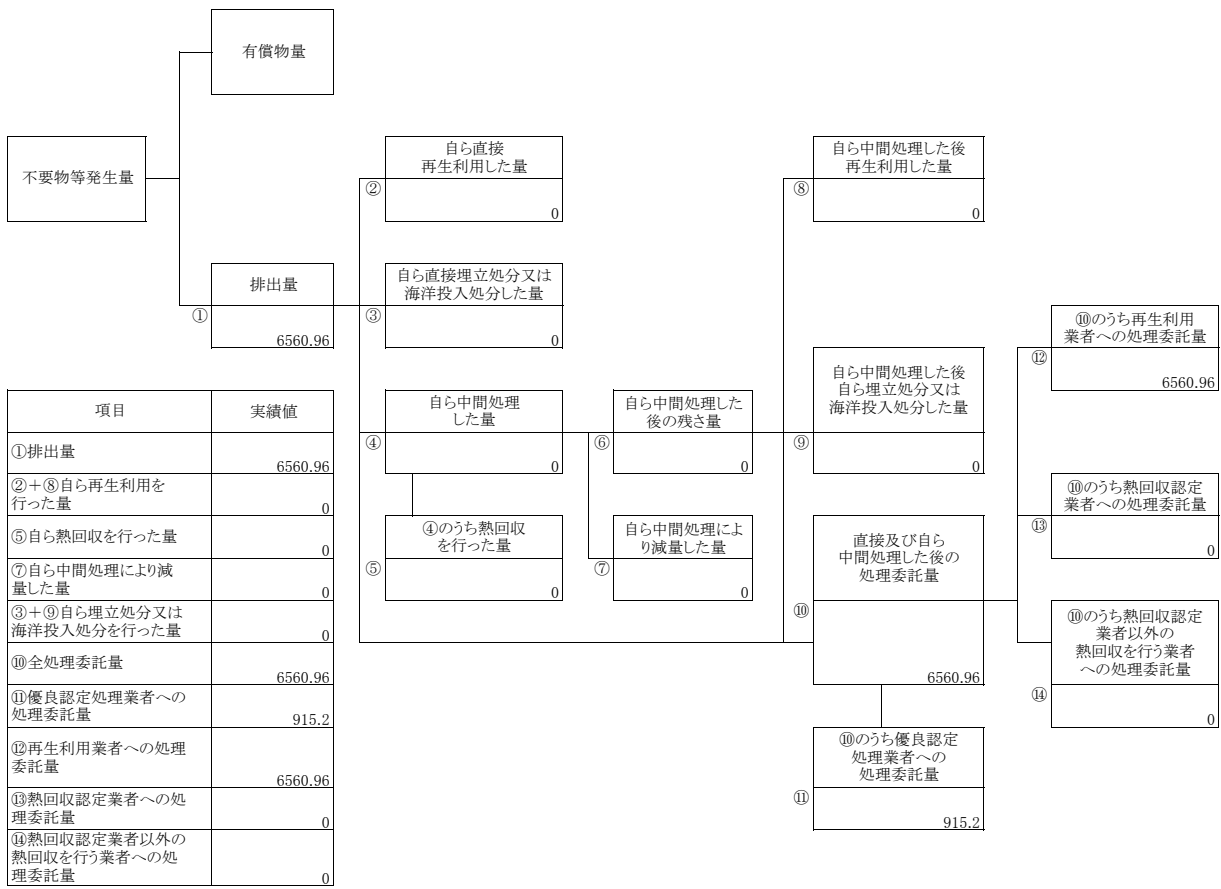 有償物量
不要物等発生量
排出量
①
6560.96
自ら直接
再生利用した量
②
0
自ら直接埋立処分又は
海洋投入処分した量
③
0
自ら中間処理
した量
④
0
④のうち熱回収
を行った量
⑤
0
自ら中間処理した
後の残さ量
⑥
0
自ら中間処理によ
り減量した量
⑦
0
自ら中間処理した後
再生利用した量
⑧
0
自ら中間処理した後
自ら埋立処分又は
海洋投入処分した量
⑨
0
直接及び自ら
中間処理した後の
処理委託量
⑩
6560.96
⑩のうち優良認定
処理業者への
処理委託量
⑪
915.2
⑩のうち再生利用
業者への処理委託量
⑫
6560.96
⑩のうち熱回収認定
業者への処理委託量
⑬
0
⑩のうち熱回収認定
業者以外の
熱回収を行う業者
への処理委託量
⑭
0
項目 実績値
①排出量
6560.96
②+⑧自ら再生利用を
行った量
0
⑤自ら熱回収を行った量
0
⑦自ら中間処理により減
量した量
0
③+⑨自ら埋立処分又は
海洋投入処分を行った量
0
⑩全処理委託量
6560.96
⑪優良認定処理業者への
処理委託量
915.2
⑫再生利用業者への処理
委託量
6560.96
⑬熱回収認定業者への処
理委託量
0
⑭熱回収認定業者以外の
熱回収を行う業者への処
理委託量
0